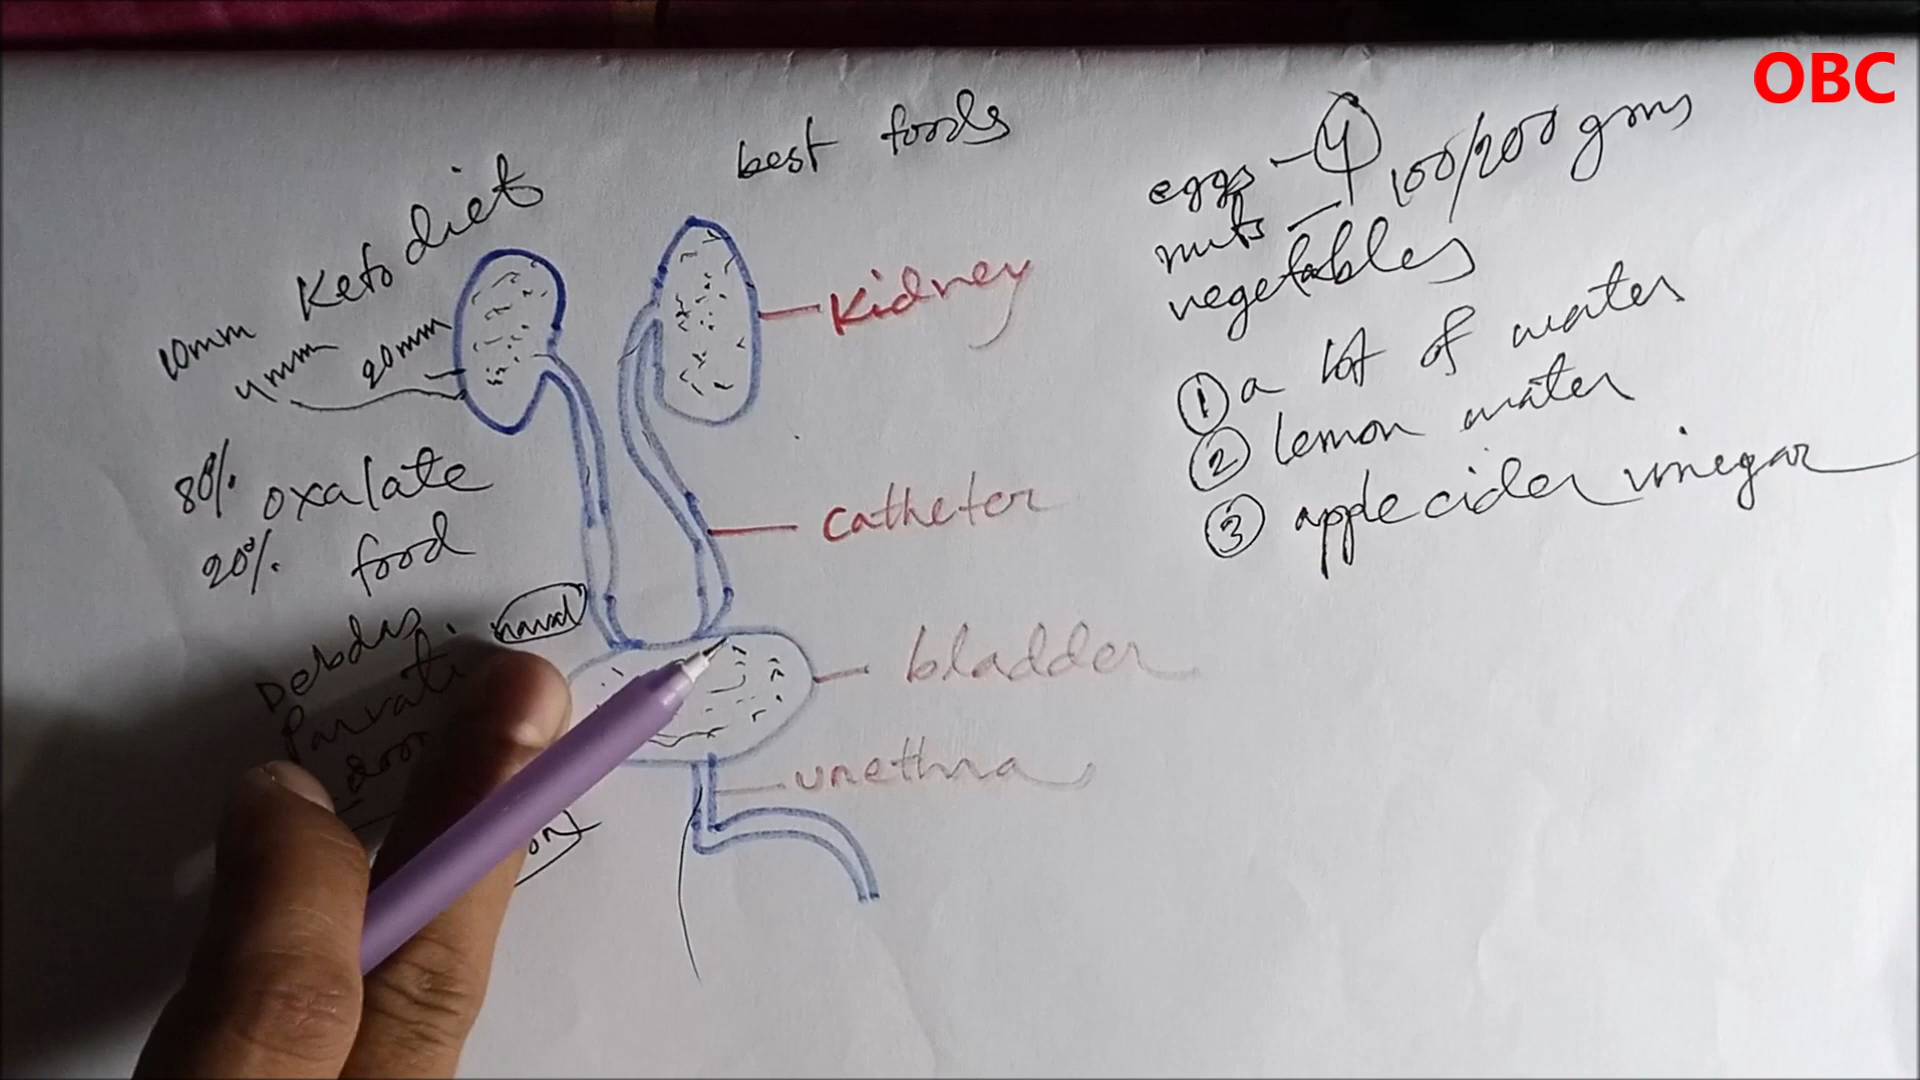 OBC
best foods
Keto diet
10mm
4mm
20mm
80% oxalate
20% food
Debdas
Parvati
naval
Kidney
catheter
bladder
urethra
eggs - 4
nuts - 100/200 gms
vegetables
① a lot of water
② lemon water
③ apple cider vinegar